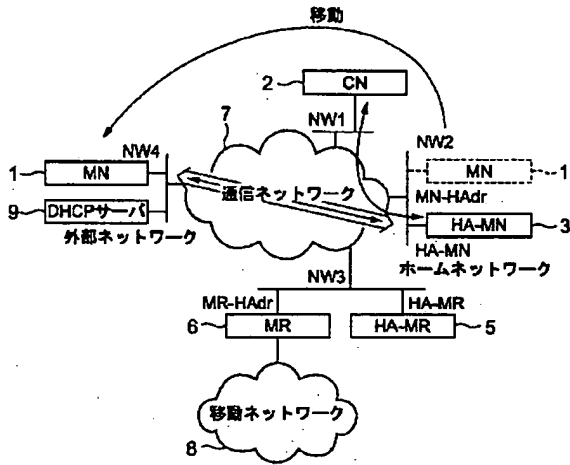 移動
2
CN
7
NW1
NW2
NW4
1
MN
MN
1
通信ネットワーク
MN-HAdr
9
DHCPサーバ
HA-MN
3
外部ネットワーク
HA-MN
ホームネットワーク
NW3
MR-HAdr
HA-MR
6
MR
HA-MR
5
移動ネットワーク
8